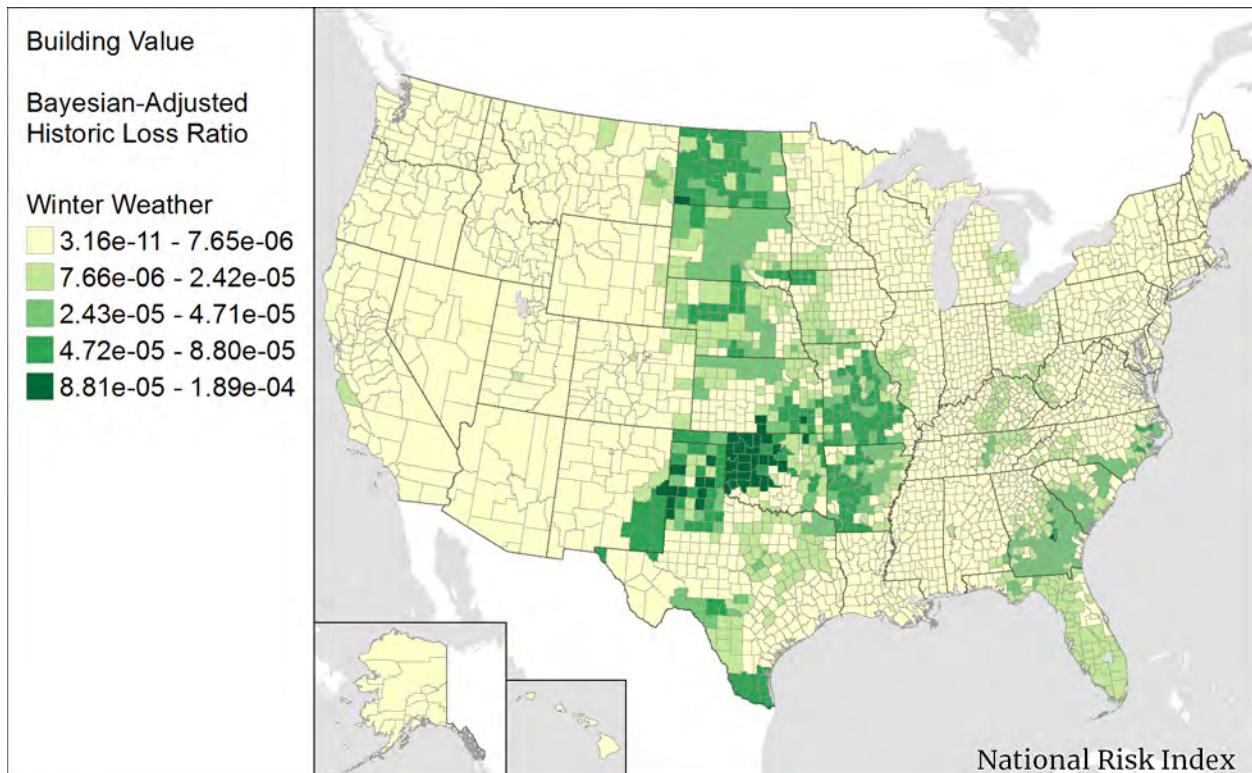 Building Value
Bayesian-Adjusted
Historic Loss Ratio
Winter Weather
3.16e-11 - 7.65e-06
7.66e-06 - 2.42e-05
2.43e-05 - 4.71e-05
4.72e-05 - 8.80e-05
8.81e-05 - 1.89e-04
National Risk Index